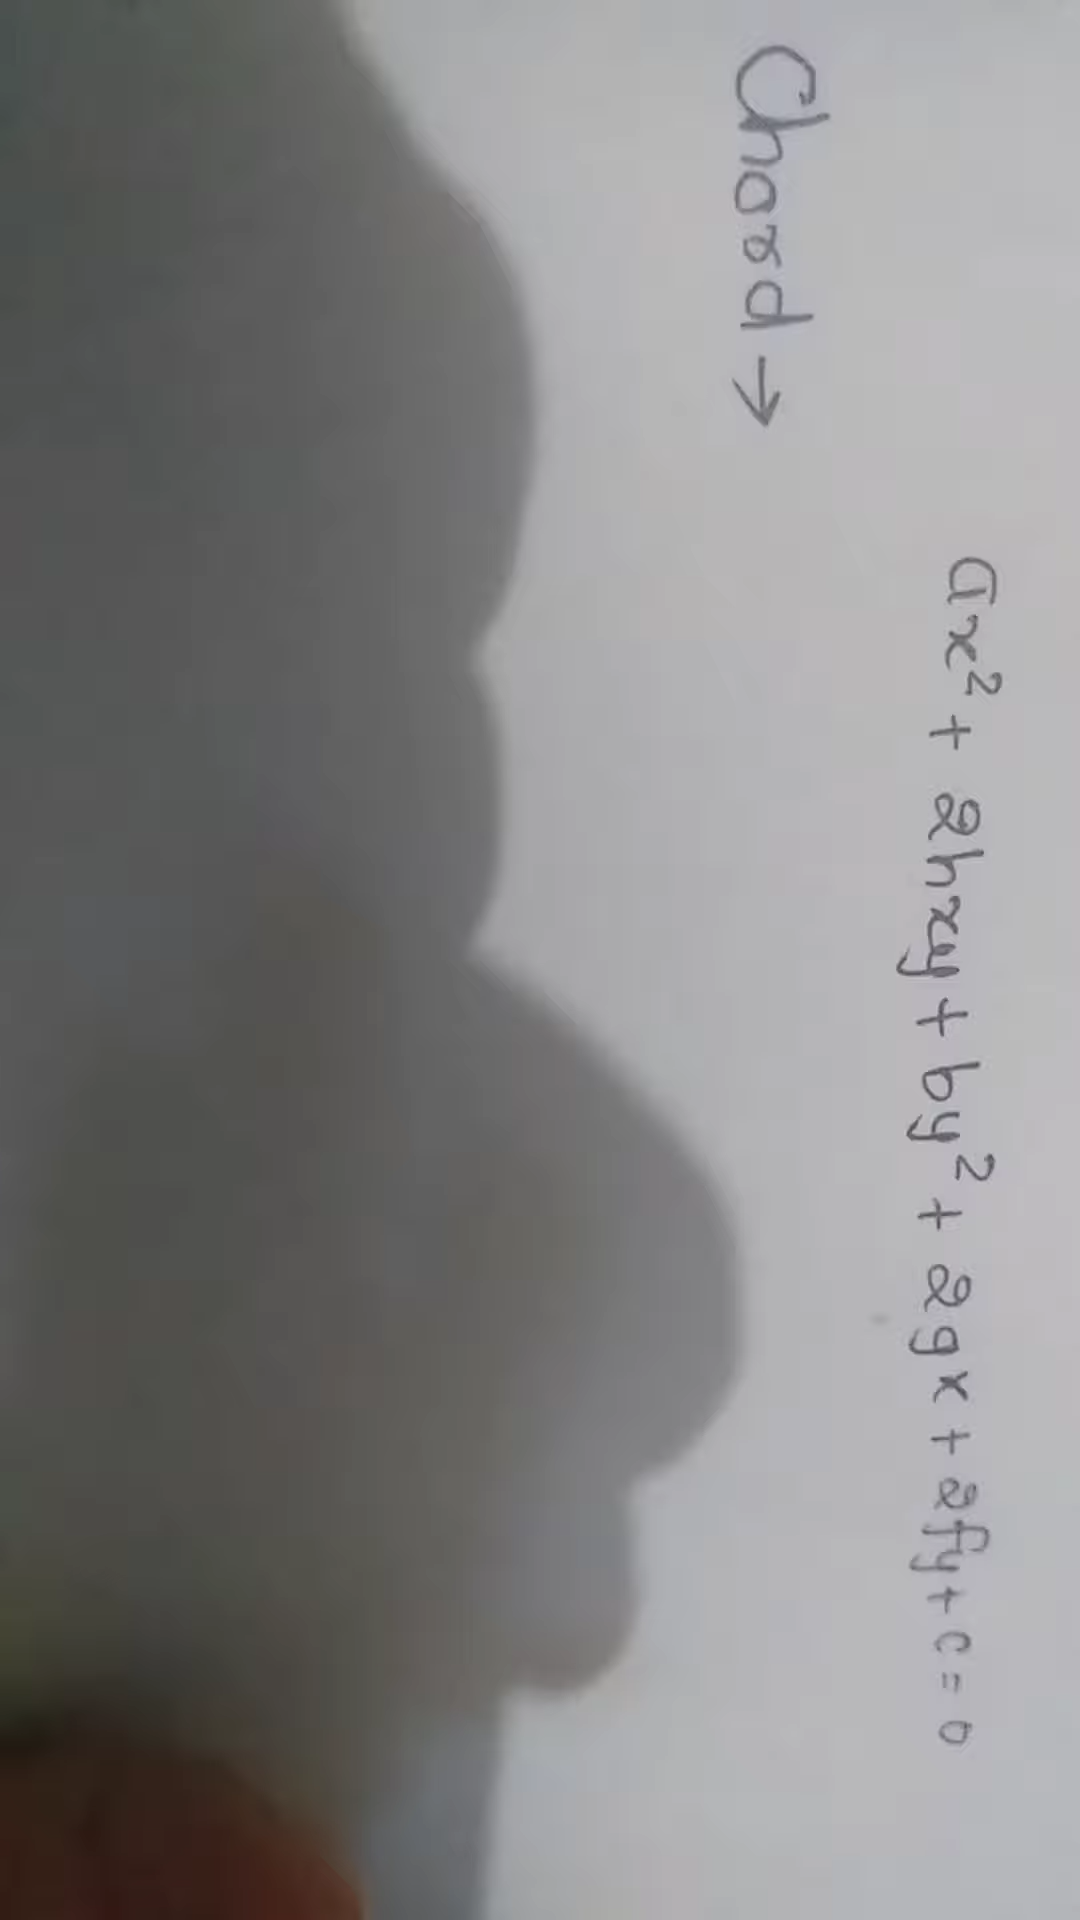 ax² + 2hxy + by² + 2gx + 2fy + c = 0
Chord →